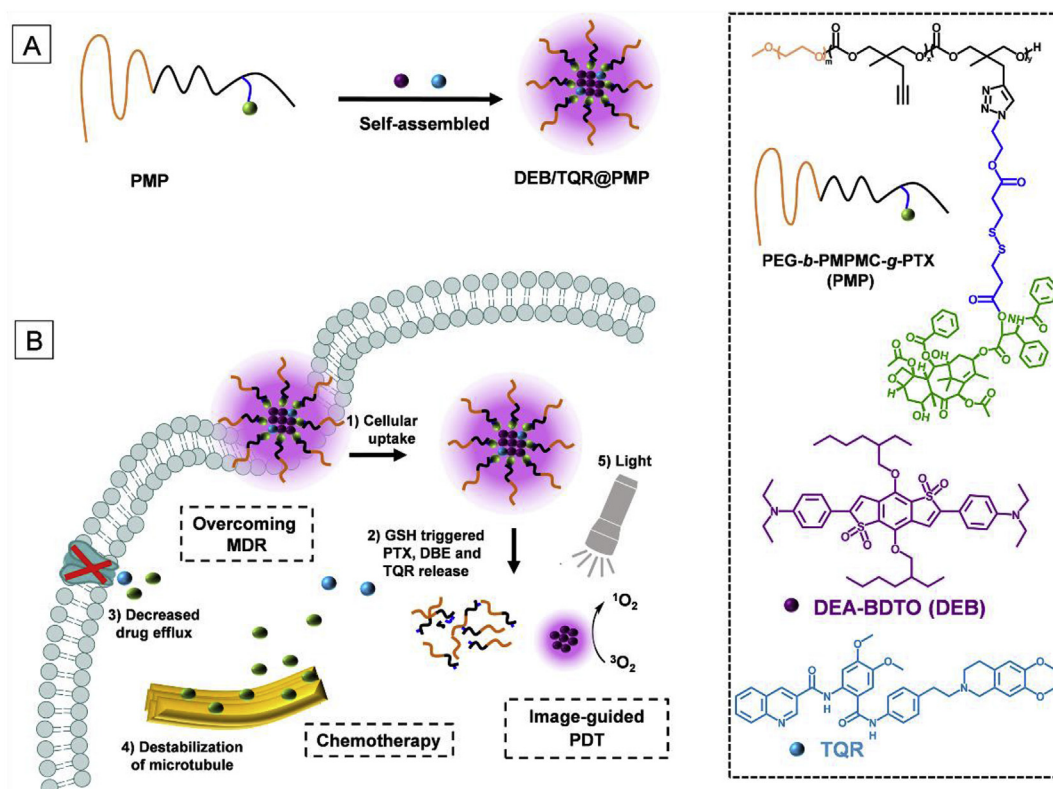 A
PMP
Self-assembled
DEB/TQR@PMP
B
1) Cellular
uptake
5) Light
Overcoming
MDR
2) GSH triggered
PTX, DBE and
TQR release
3) Decreased
drug efflux
¹O₂
³O₂
4) Destabilization
of microtubule
Chemotherapy
Image-guided
PDT
PEG-b-PMPMC-g-PTX
(PMP)
DEA-BDTO (DEB)
TQR